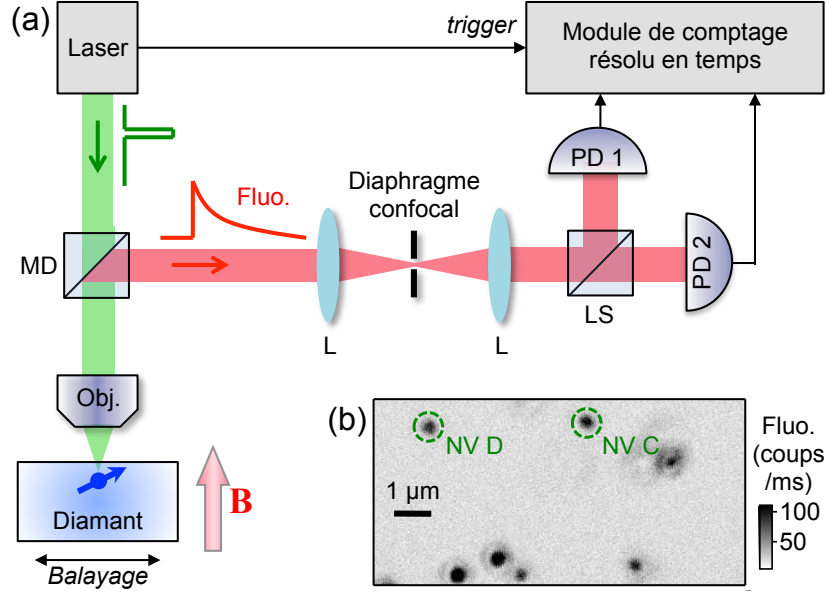 (a)
Laser
trigger
Module de comptage
résolu en temps
PD 1
Fluo.
Diaphragme
confocal
MD
PD 2
LS
L
L
Obj.
(b)
NV D
NV C
Fluo.
(coups
/ms)
1 µm
100
50
B
Diamant
Balayage